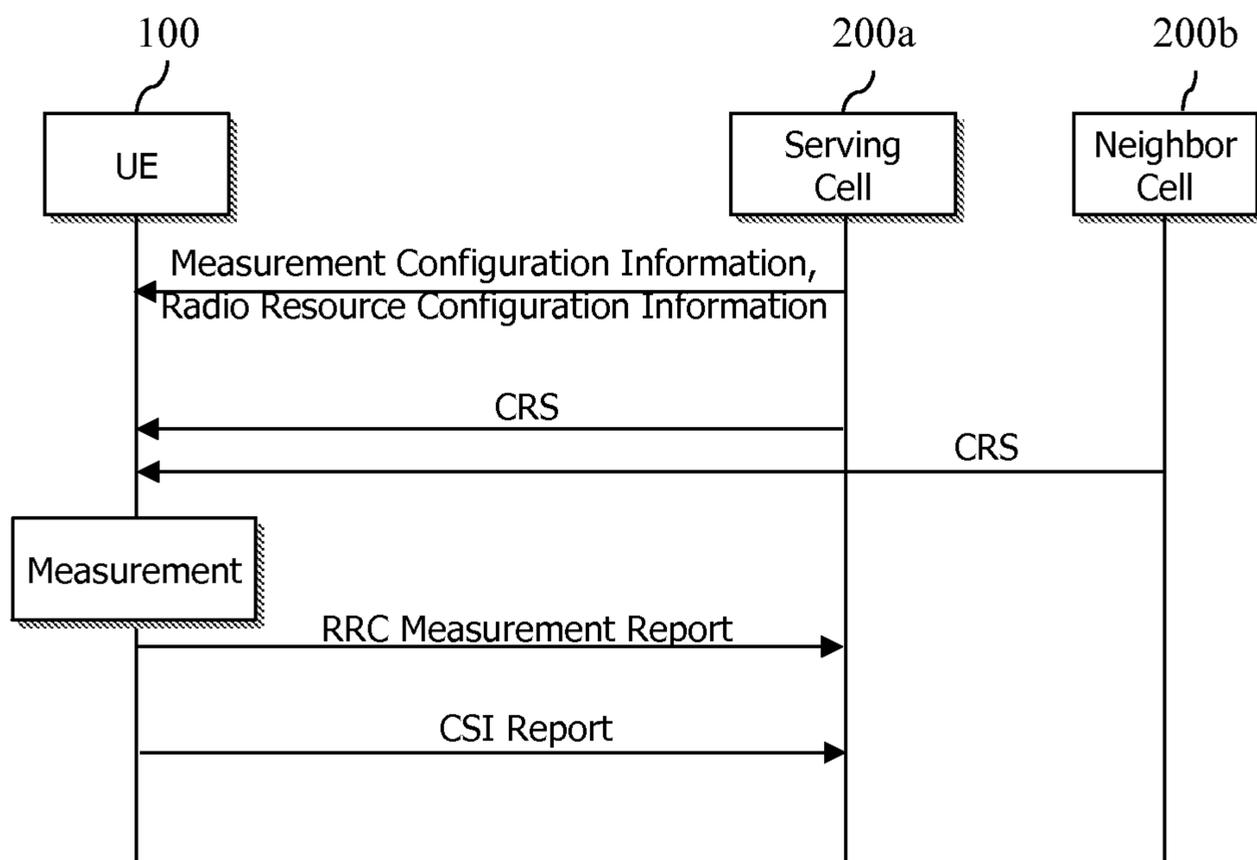 100
200a
200b
UE
Serving
Cell
Neighbor
Cell
Measurement Configuration Information,
Radio Resource Configuration Information
CRS
CRS
Measurement
RRC Measurement Report
CSI Report